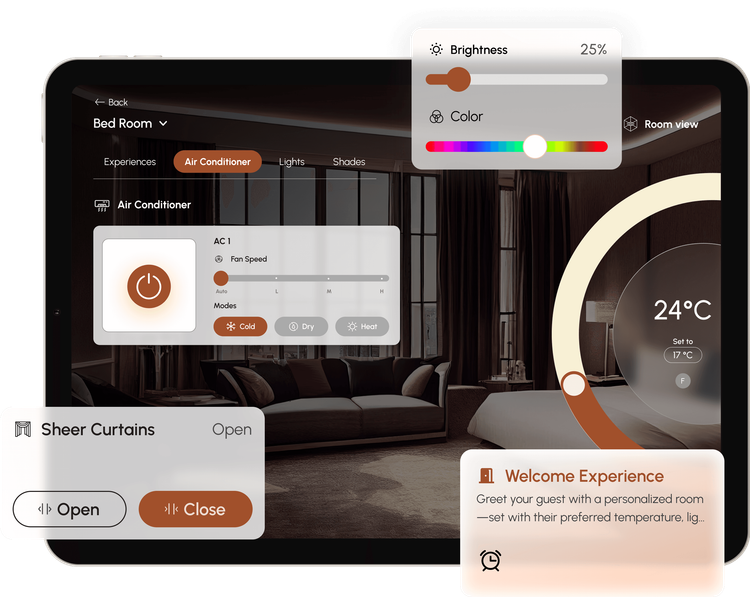 Brightness 25%
Color
Back
Bed Room
Room view
Experiences Air Conditioner Lights Shades
Air Conditioner
AC 1
Fan Speed
Auto L M H
Modes
Cold Dry Heat
24°C
Set to
17 °C
F
Sheer Curtains Open
Open Close
Welcome Experience
Greet your guest with a personalized room
—set with their preferred temperature, lig...